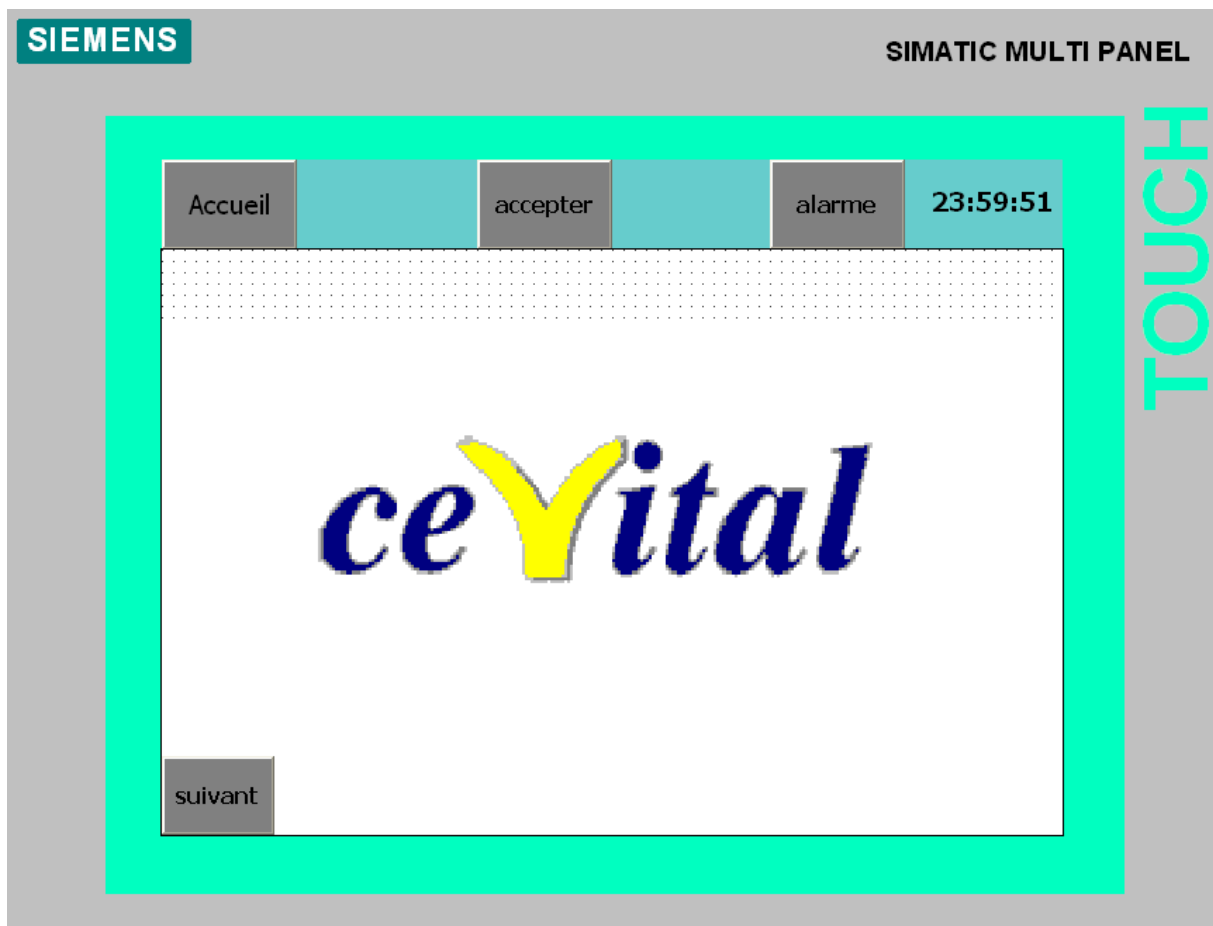 SIEMENS
SIMATIC MULTI PANEL
TOUCH
Accueil accepter alarme 23:59:51
ceVital
suivant